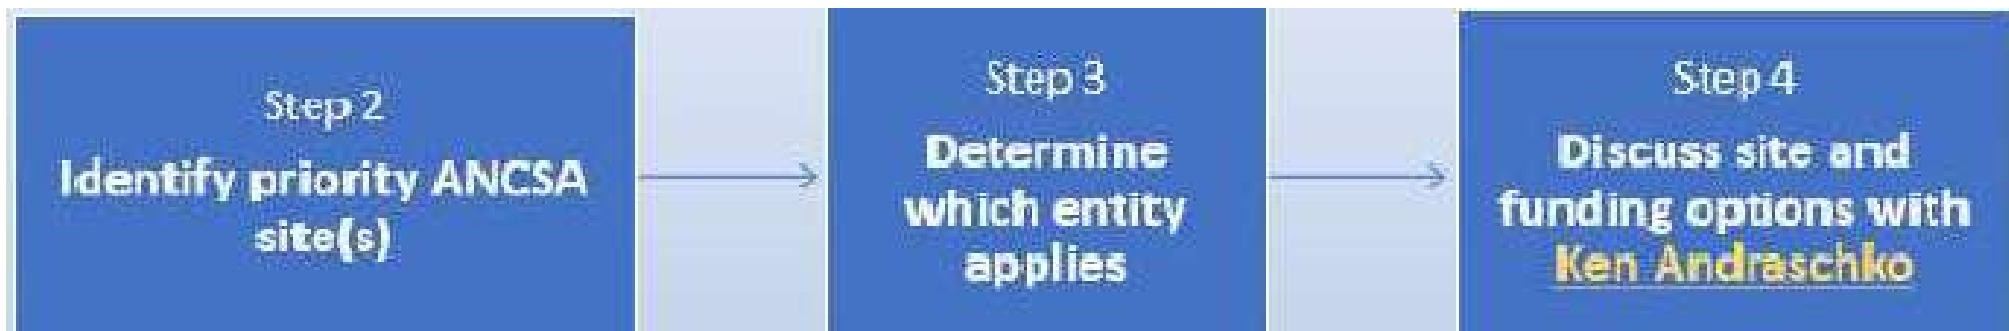 Step 2
Identify priority ANCSA
site(s)
Step 3
Determine
which entity
applies
Step 4
Discuss site and
funding options with
Ken Andraschko